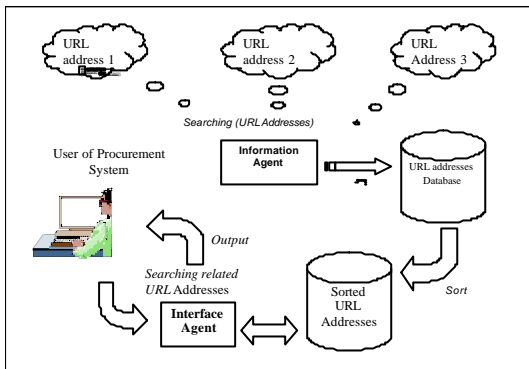 URL
address 1
URL
address 2
URL
Address 3
Searching (URL Addresses)
Information
Agent
URL addresses
Database
User of Procurement
System
Output
Searching related
URL Addresses
Interface
Agent
Sorted
URL
Addresses
Sort